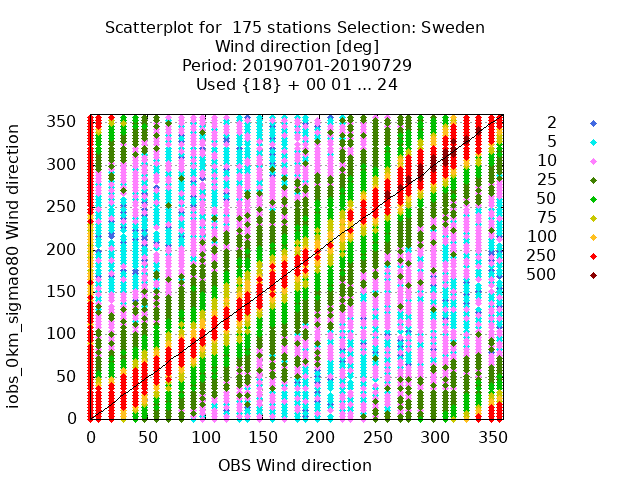 Scatterplot for  175 stations Selection: Sweden
Wind direction [deg]
Period: 20190701-20190729
Used {18} + 00 01 ... 24
iobs_0km_sigmao80 Wind direction
350
300
250
200
150
100
50
0
0 50 100 150 200 250 300 350
OBS Wind direction
2
5
10
25
50
75
100
250
500